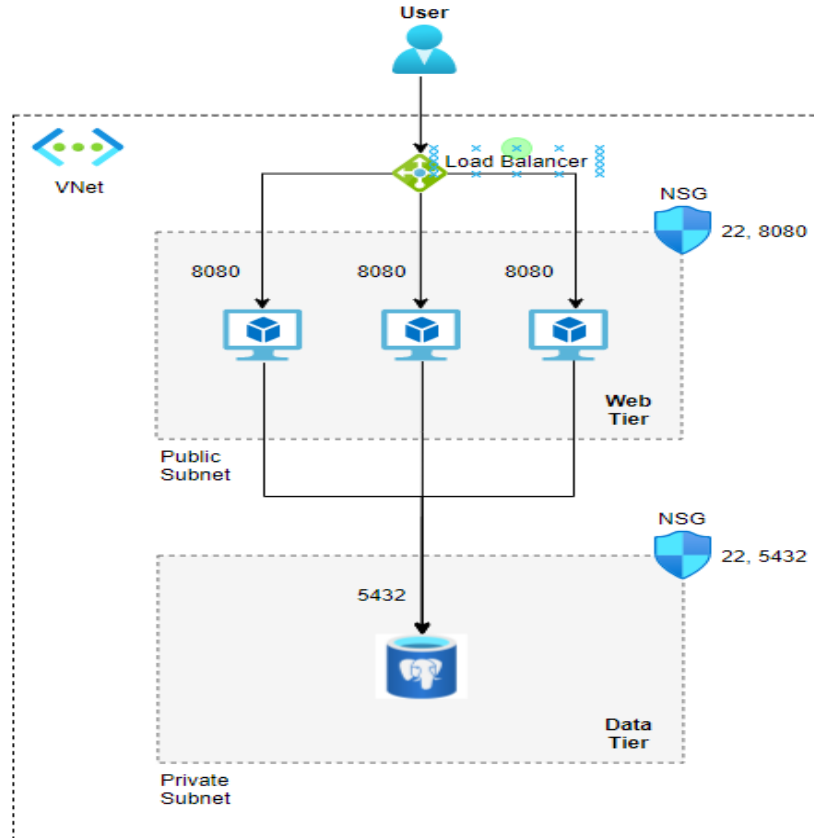 User
VNet
Load Balancer
NSG
22, 8080
8080
8080
8080
Web
Tier
Public
Subnet
NSG
22, 5432
5432
Data
Tier
Private
Subnet